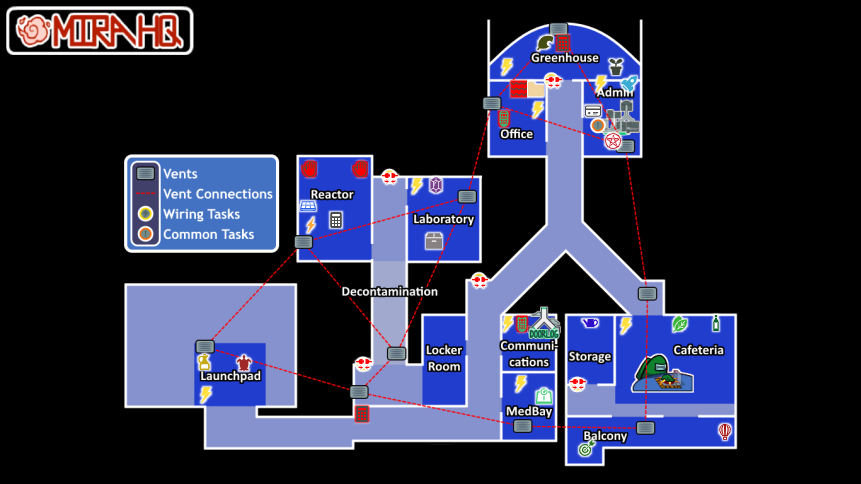 MIRA HQ
Greenhouse
Admin
Office
Vents
Vent Connections
Wiring Tasks
Common Tasks
Reactor
Laboratory
Decontamination
Launchpad
Locker
Room
Communi-
cations
DOORLOG
MedBay
Storage
Cafeteria
Balcony